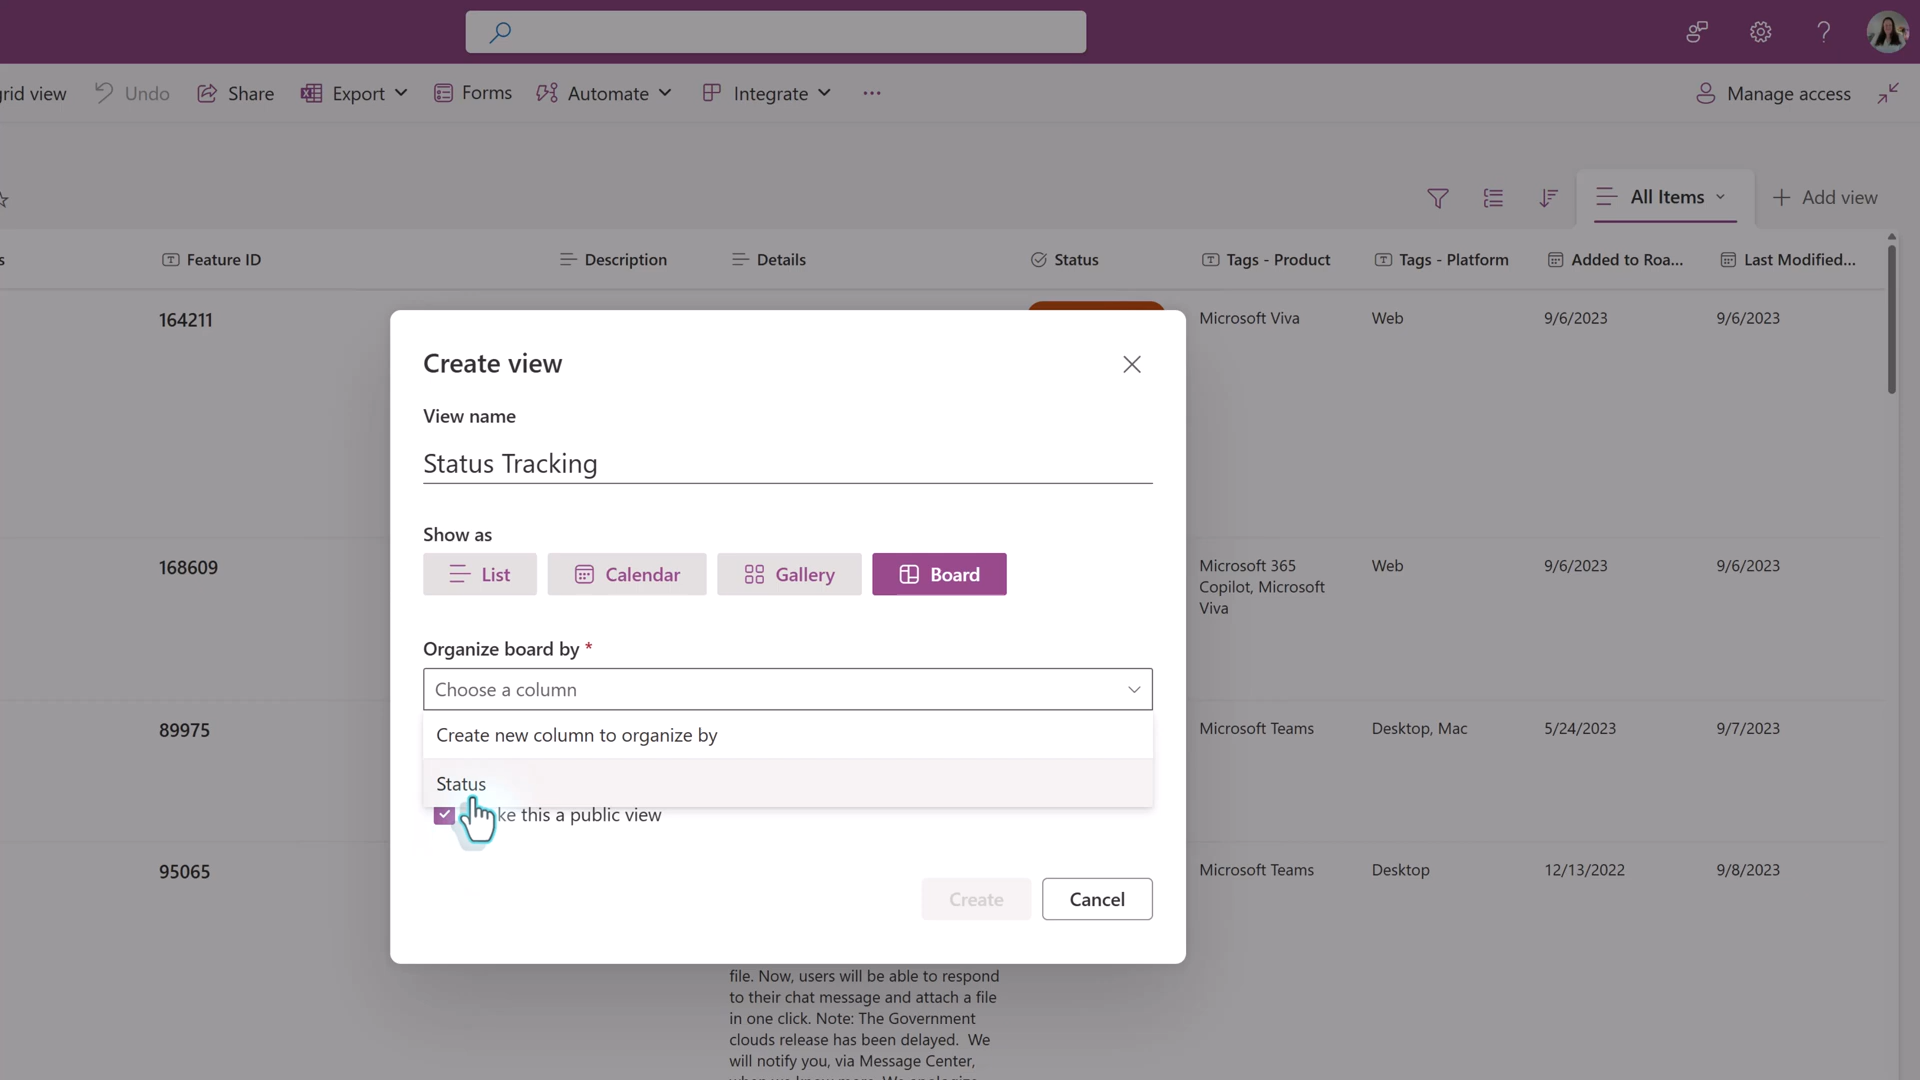 grid view
Undo
Share
Export
Forms
Automate
Integrate
Manage access
All Items
Add view
Feature ID
Description
Details
Status
Tags - Product
Tags - Platform
Added to Roa...
Last Modified...
164211
Microsoft Viva
Web
9/6/2023
9/6/2023
Create view
View name
Status Tracking
Show as
List
Calendar
Gallery
Board
Organize board by *
Choose a column
Create new column to organize by
Status
ke this a public view
Create
Cancel
168609
Microsoft 365
Copilot, Microsoft
Viva
Web
9/6/2023
9/6/2023
89975
Microsoft Teams
Desktop, Mac
5/24/2023
9/7/2023
95065
Microsoft Teams
Desktop
12/13/2022
9/8/2023
file. Now, users will be able to respond
to their chat message and attach a file
in one click. Note: The Government
clouds release has been delayed. We
will notify you, via Message Center,